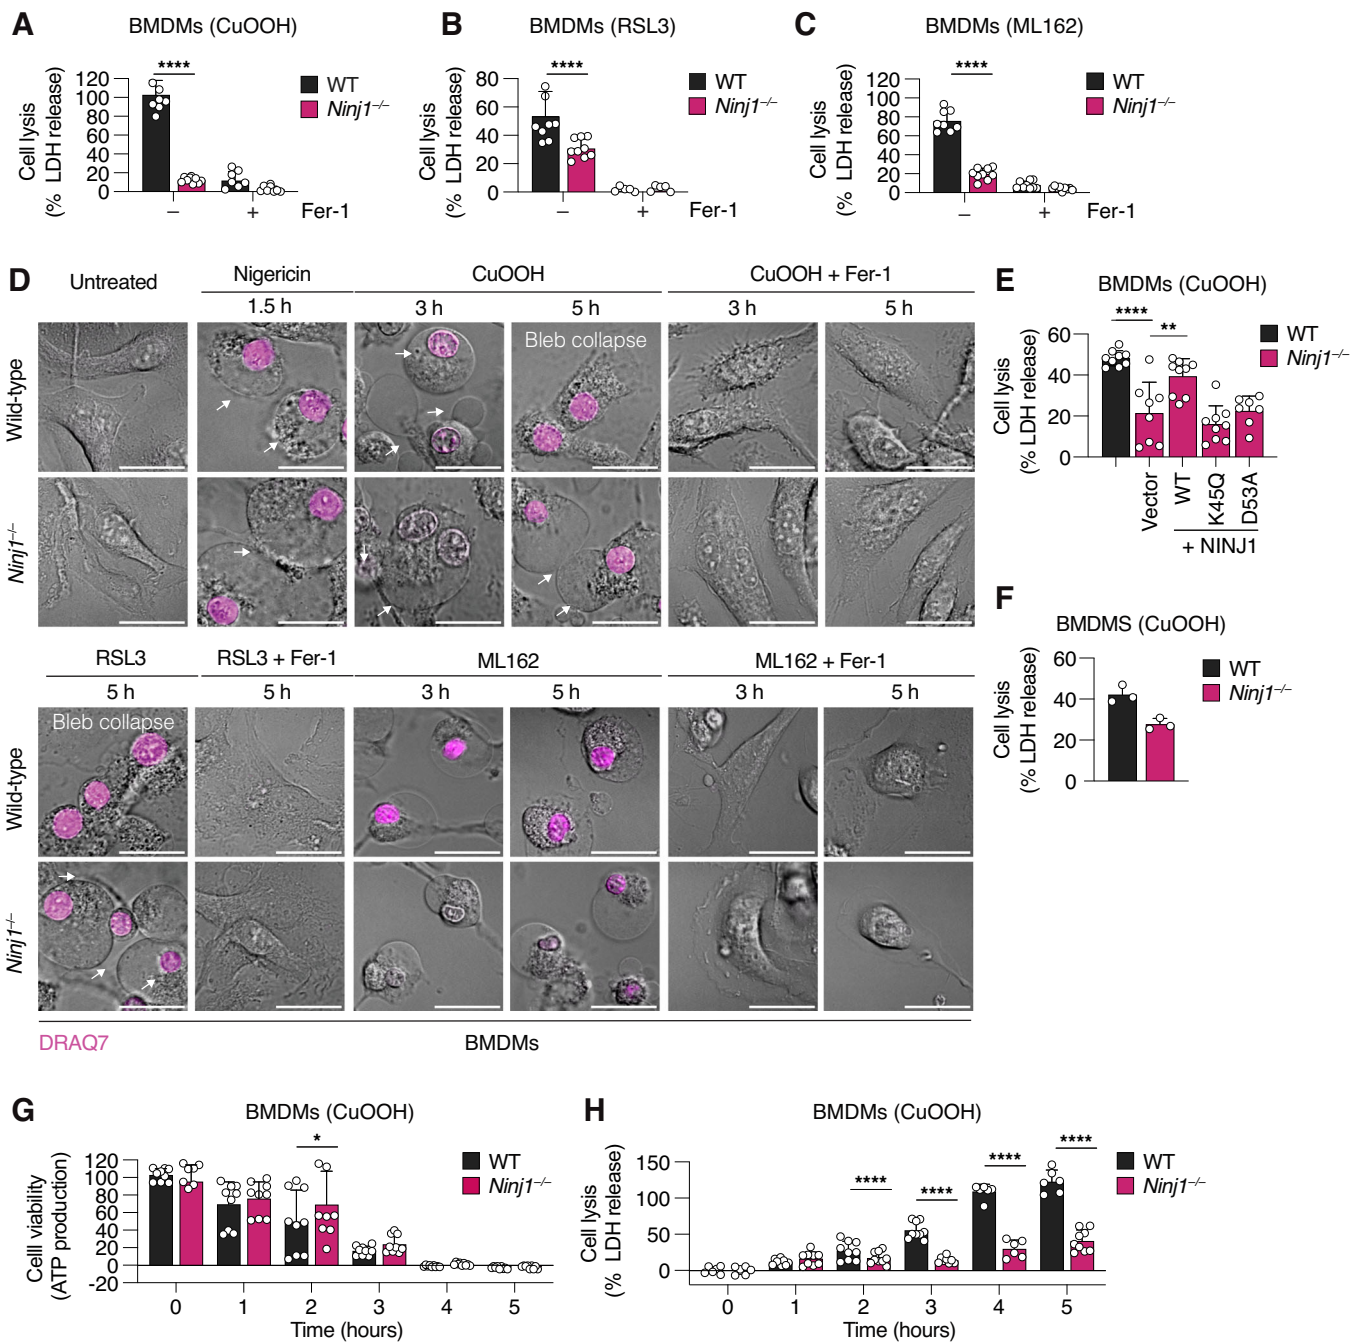 A
BMDMs (CuOOH)
Cell lysis
(% LDH release)
120
100
80
60
40
20
0
****
WT
Ninj1–/–
– + Fer-1
B
BMDMs (RSL3)
Cell lysis
(% LDH release)
80
60
40
20
0
****
WT
Ninj1–/–
– + Fer-1
C
BMDMs (ML162)
Cell lysis
(% LDH release)
120
100
80
60
40
20
0
****
WT
Ninj1–/–
– + Fer-1
D
Untreated Nigericin CuOOH CuOOH + Fer-1
1.5 h 3 h 5 h 3 h 5 h
Wild-type
Bleb collapse
Ninj1–/–
RSL3 RSL3 + Fer-1 ML162 ML162 + Fer-1
5 h 5 h 3 h 5 h 3 h 5 h
Wild-type
Bleb collapse
Ninj1–/–
DRAQ7 BMDMs
E
BMDMs (CuOOH)
Cell lysis
(% LDH release)
60
40
20
0
**** **
WT
Ninj1–/–
Vector WT K45Q D53A
+ NINJ1
F
BMDMS (CuOOH)
Cell lysis
(% LDH release)
60
40
20
0
WT
Ninj1–/–
G
BMDMs (CuOOH)
Celll viability
(ATP production)
120
100
80
60
40
20
0
-20
*
WT
Ninj1–/–
0 1 2 3 4 5
Time (hours)
H
BMDMs (CuOOH)
Cell lysis
(% LDH release)
150
100
50
0
**** **** **** ****
WT
Ninj1–/–
0 1 2 3 4 5
Time (hours)